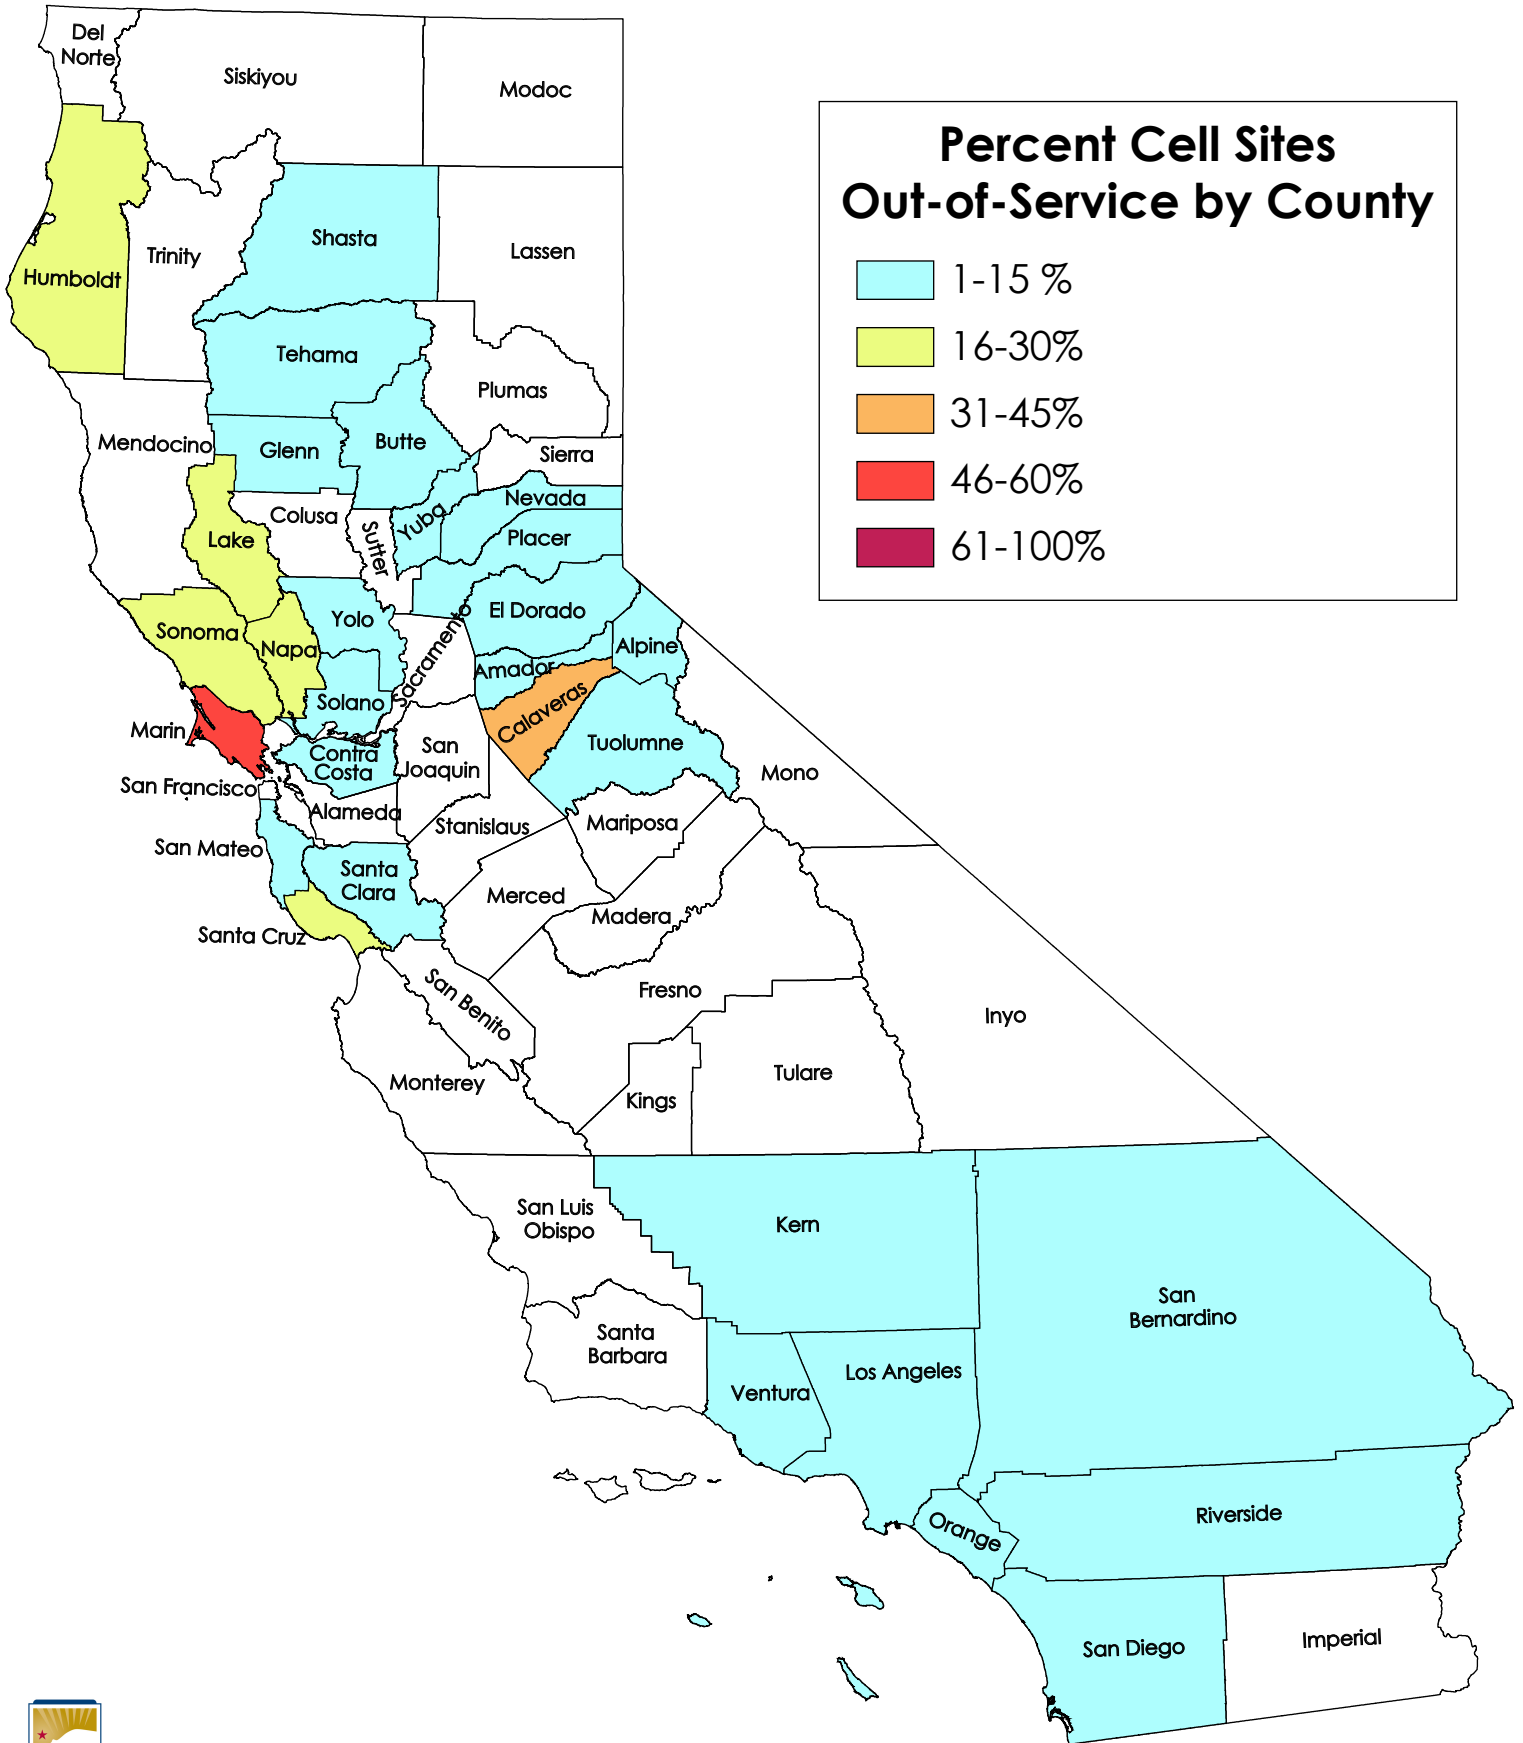 Percent Cell Sites
Out-of-Service by County
1-15 %
16-30%
31-45%
46-60%
61-100%
Del
Norte
Siskiyou
Modoc
Humboldt
Trinity
Shasta
Lassen
Tehama
Plumas
Mendocino
Glenn
Butte
Sierra
Colusa
Sutter
Yuba
Nevada
Placer
Lake
Sonoma
Napa
Yolo
Sacramento
El Dorado
Alpine
Amador
Solano
Calaveras
Marin
Contra
Costa
San
Joaquin
Tuolumne
Mono
San Francisco
Alameda
Stanislaus
Mariposa
San Mateo
Santa
Clara
Merced
Madera
Santa Cruz
San Benito
Fresno
Inyo
Monterey
Kings
Tulare
San Luis
Obispo
Kern
San
Bernardino
Santa
Barbara
Ventura
Los Angeles
Orange
Riverside
San Diego
Imperial